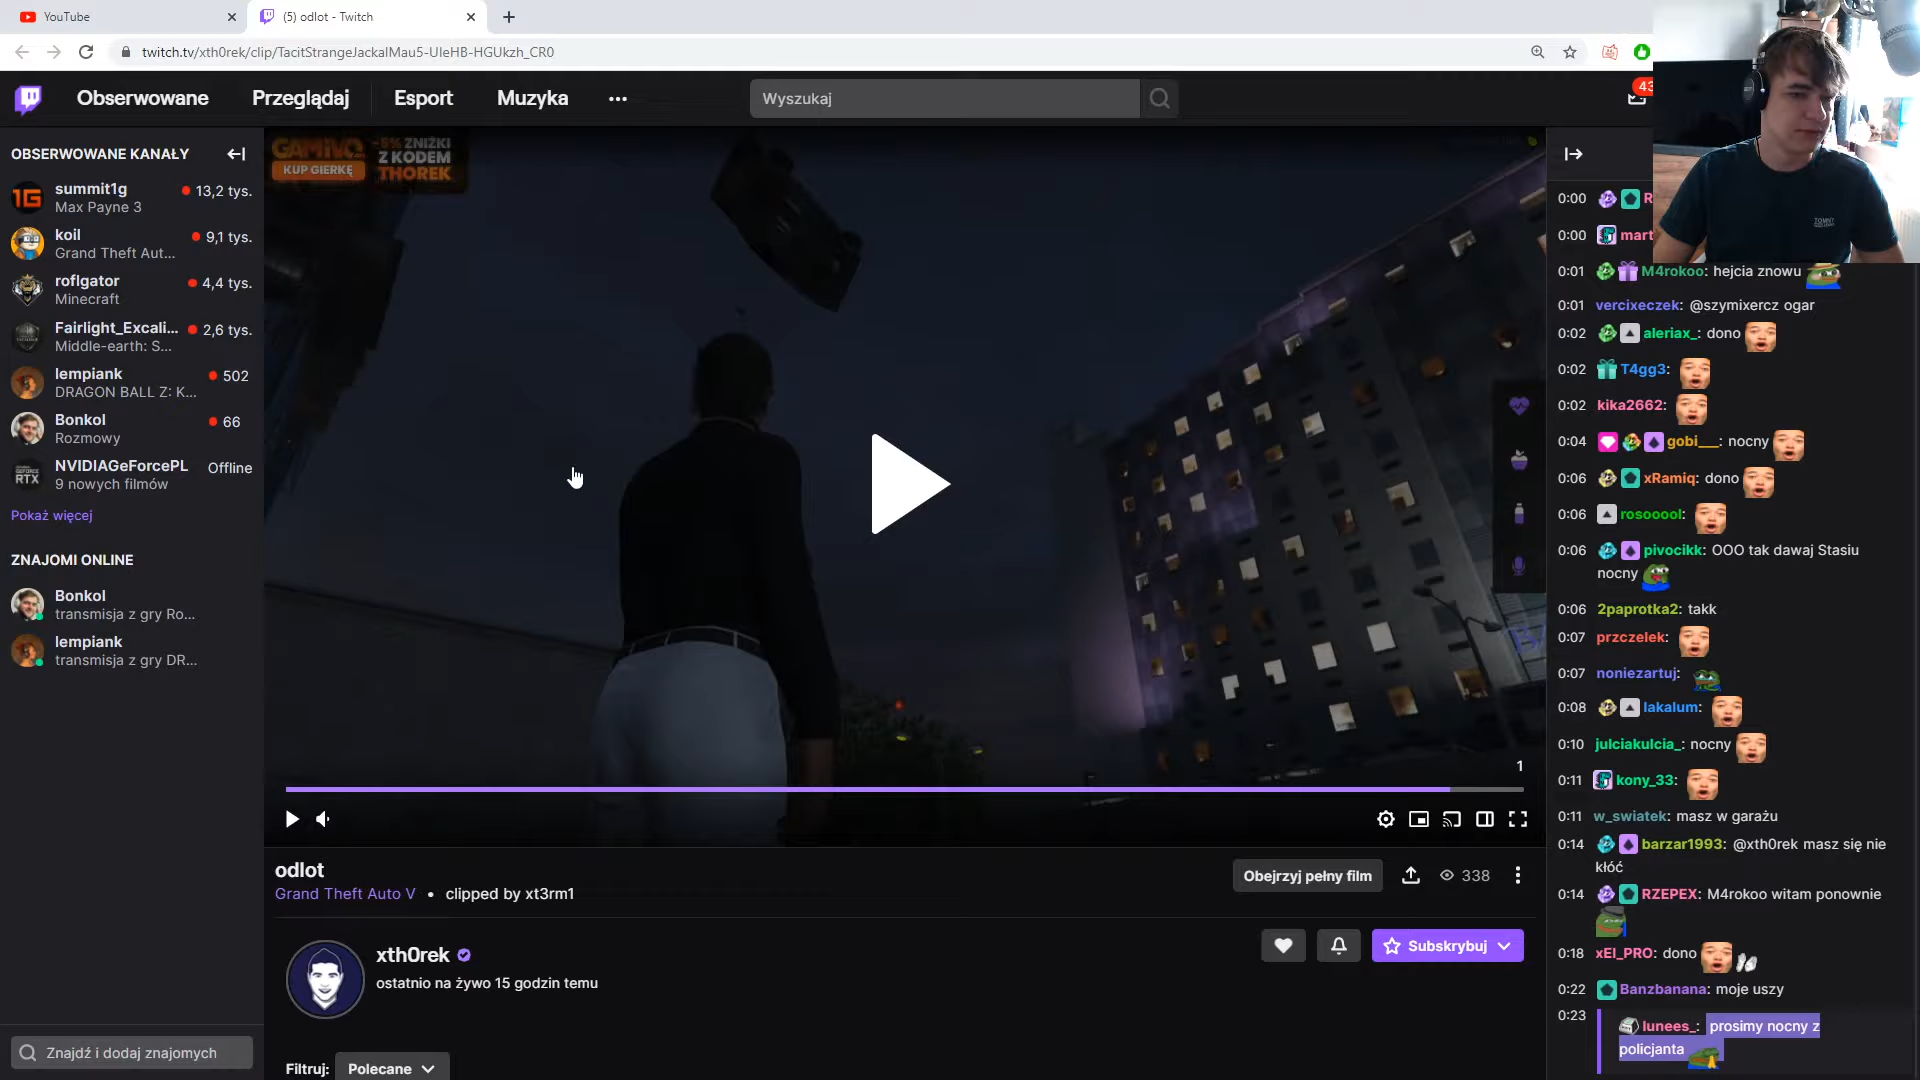 YouTube
(5) odlot - Twitch
twitch.tv/xth0rek/clip/TacitStrangeJackalMau5-UIeHB-HGUkzh_CR0
Obserwowane
Przeglądaj
Esport
Muzyka
Wyszukaj
43
OBSERWOWANE KANAŁY
summit1g
13,2 tys.
Max Payne 3
koil
9,1 tys.
Grand Theft Aut...
roflgator
4,4 tys.
Minecraft
Fairlight_Excali...
2,6 tys.
Middle-earth: S...
lempiank
502
DRAGON BALL Z: K...
Bonkol
66
Rozmowy
NVIDIAGeForcePL
Offline
9 nowych filmów
Pokaż więcej
ZNAJOMI ONLINE
Bonkol
transmisja z gry Ro...
lempiank
transmisja z gry DR...
Znajdź i dodaj znajomych
GAMIVO
KUP GIERKĘ
-5% ZNIŻKI
Z KODEM
THOREK
1
odlot
Grand Theft Auto V • clipped by xt3rm1
Obejrzyj pełny film
338
xth0rek
ostatnio na żywo 15 godzin temu
Subskrybuj
Filtruj:
Polecane
0:00 R
0:00 mart
0:01 M4rokoo: hejcia znowu
0:01 vercixeczek: @szymixercz ogar
0:02 aleriax_: dono
0:02 T4gg3:
0:02 kika2662:
0:04 gobi___: nocny
0:06 xRamiq: dono
0:06 rosooool:
0:06 pivocikk: OOO tak dawaj Stasiu
nocny
0:06 2paprotka2: takk
0:07 przczelek:
0:07 noniezartuj:
0:08 lakalum:
0:10 julciakulcia_: nocny
0:11 kony_33:
0:11 w_swiatek: masz w garażu
0:14 barzar1993: @xth0rek masz się nie
kłóć
0:14 RZEPEX: M4rokoo witam ponownie
0:18 xEl_PRO: dono
0:22 Banzbanana: moje uszy
0:23
lunees_: prosimy nocny z
policjanta